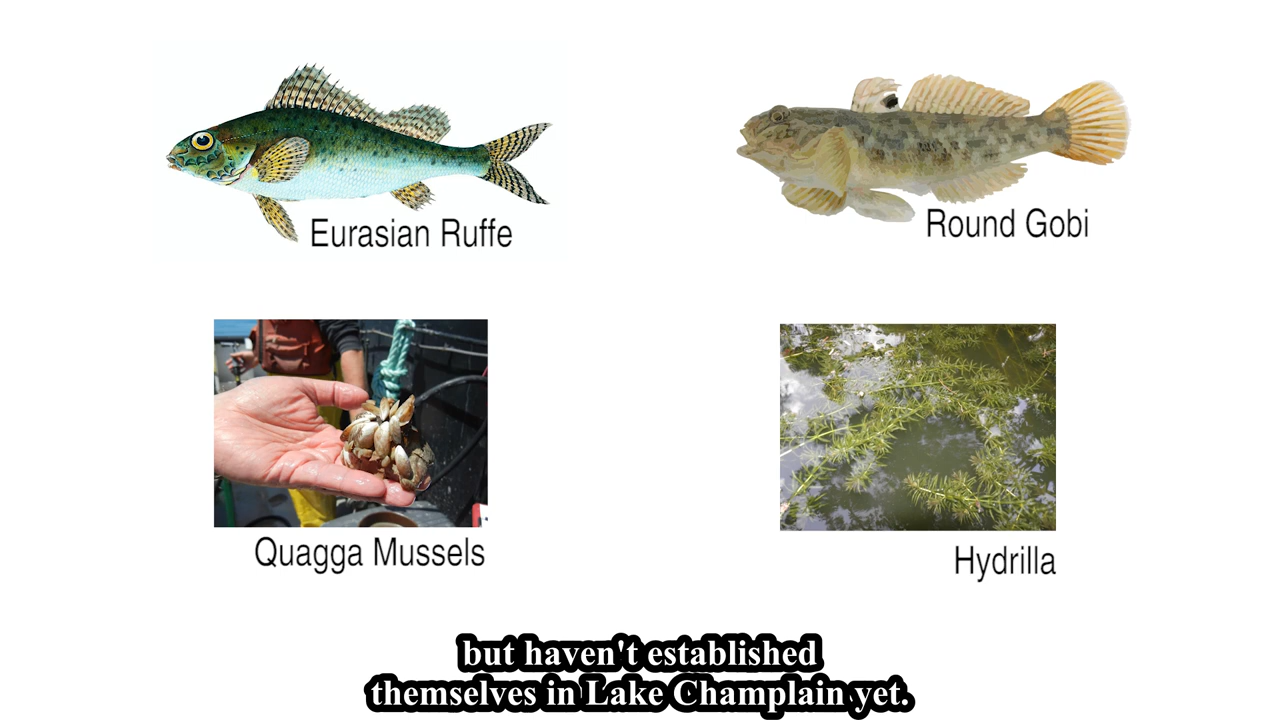 Eurasian Ruffe
Round Gobi
Quagga Mussels
Hydrilla
but haven't established
themselves in Lake Champlain yet.